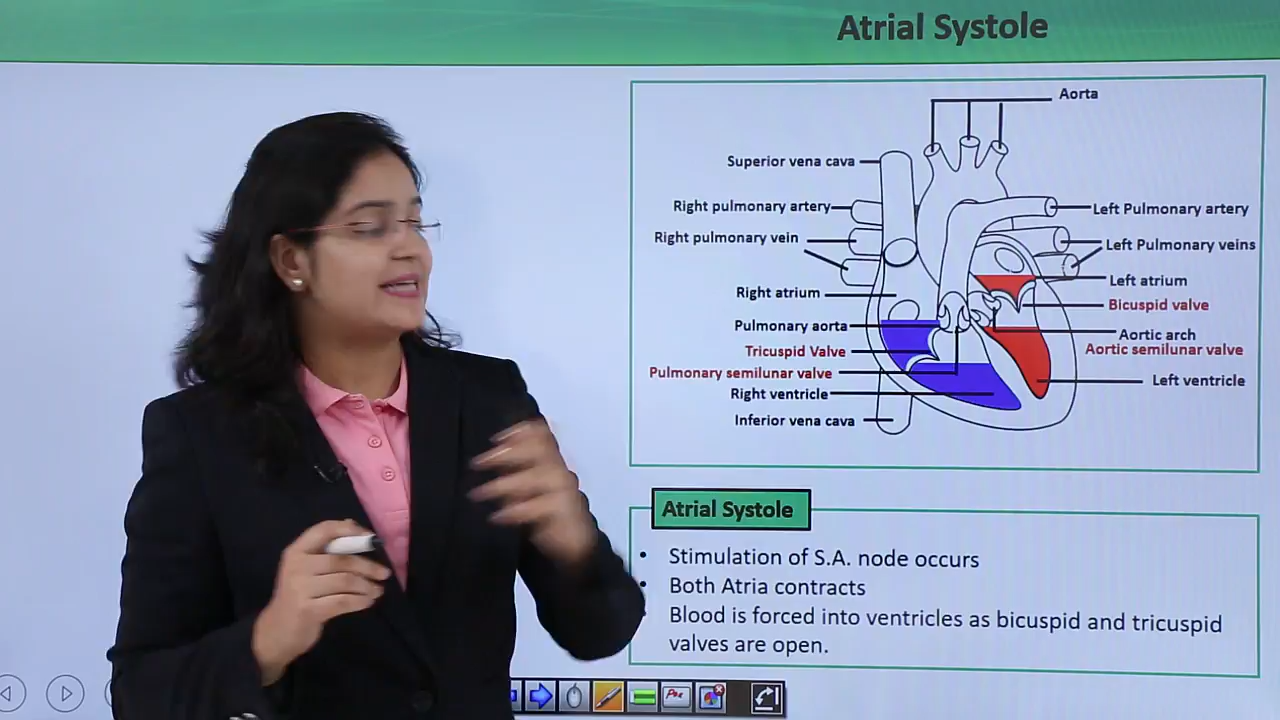 Atrial Systole
Aorta
Superior vena cava
Right pulmonary artery
Left Pulmonary artery
Right pulmonary vein
Left Pulmonary veins
Left atrium
Right atrium
Bicuspid valve
Pulmonary aorta
Aortic arch
Tricuspid Valve
Aortic semilunar valve
Pulmonary semilunar valve
Left ventricle
Right ventricle
Inferior vena cava
Atrial Systole
• Stimulation of S.A. node occurs
• Both Atria contracts
Blood is forced into ventricles as bicuspid and tricuspid
valves are open.